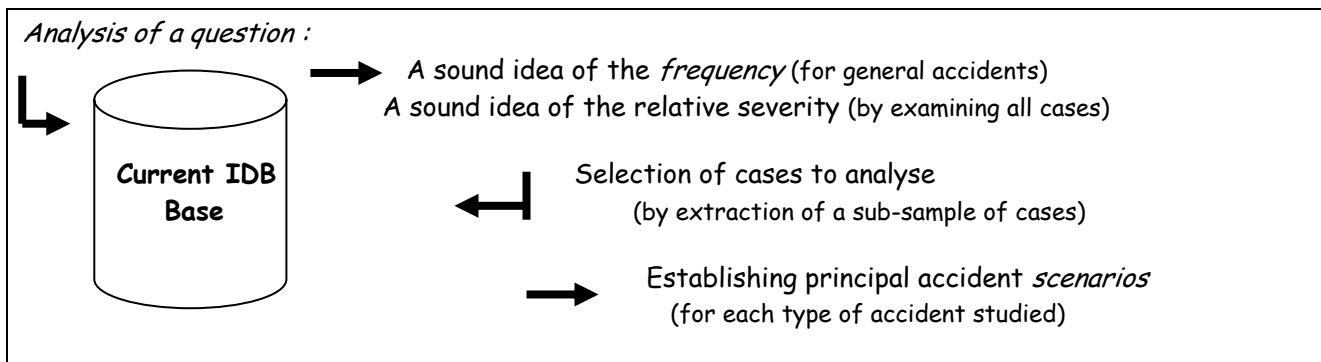 Analysis of a question :
A sound idea of the frequency (for general accidents)
A sound idea of the relative severity (by examining all cases)
Current IDB
Base
Selection of cases to analyse
(by extraction of a sub-sample of cases)
Establishing principal accident scenarios
(for each type of accident studied)